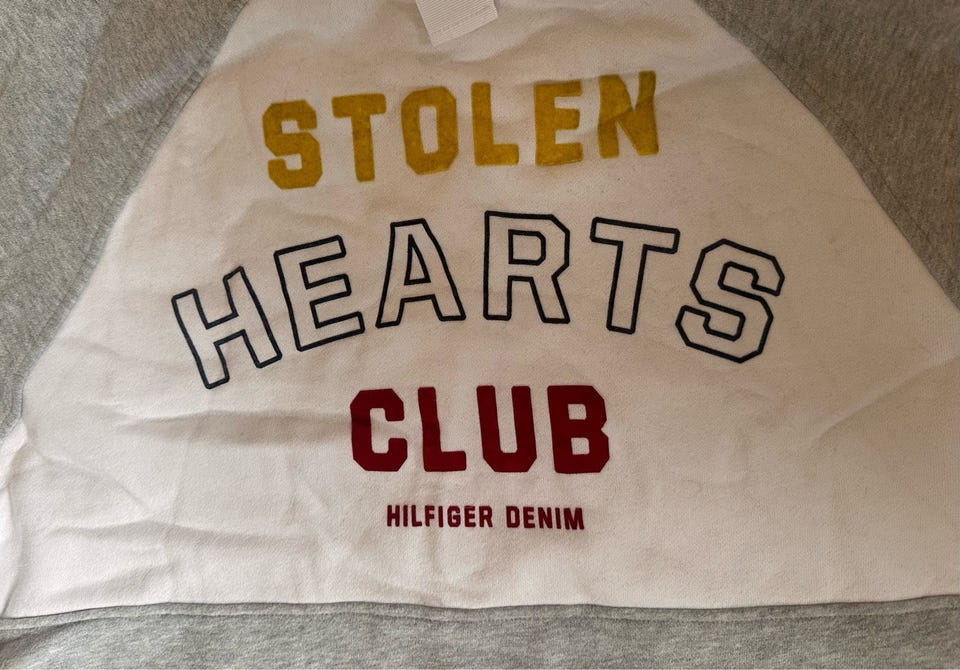 STOLEN
HEARTS
CLUB
HILFIGER DENIM